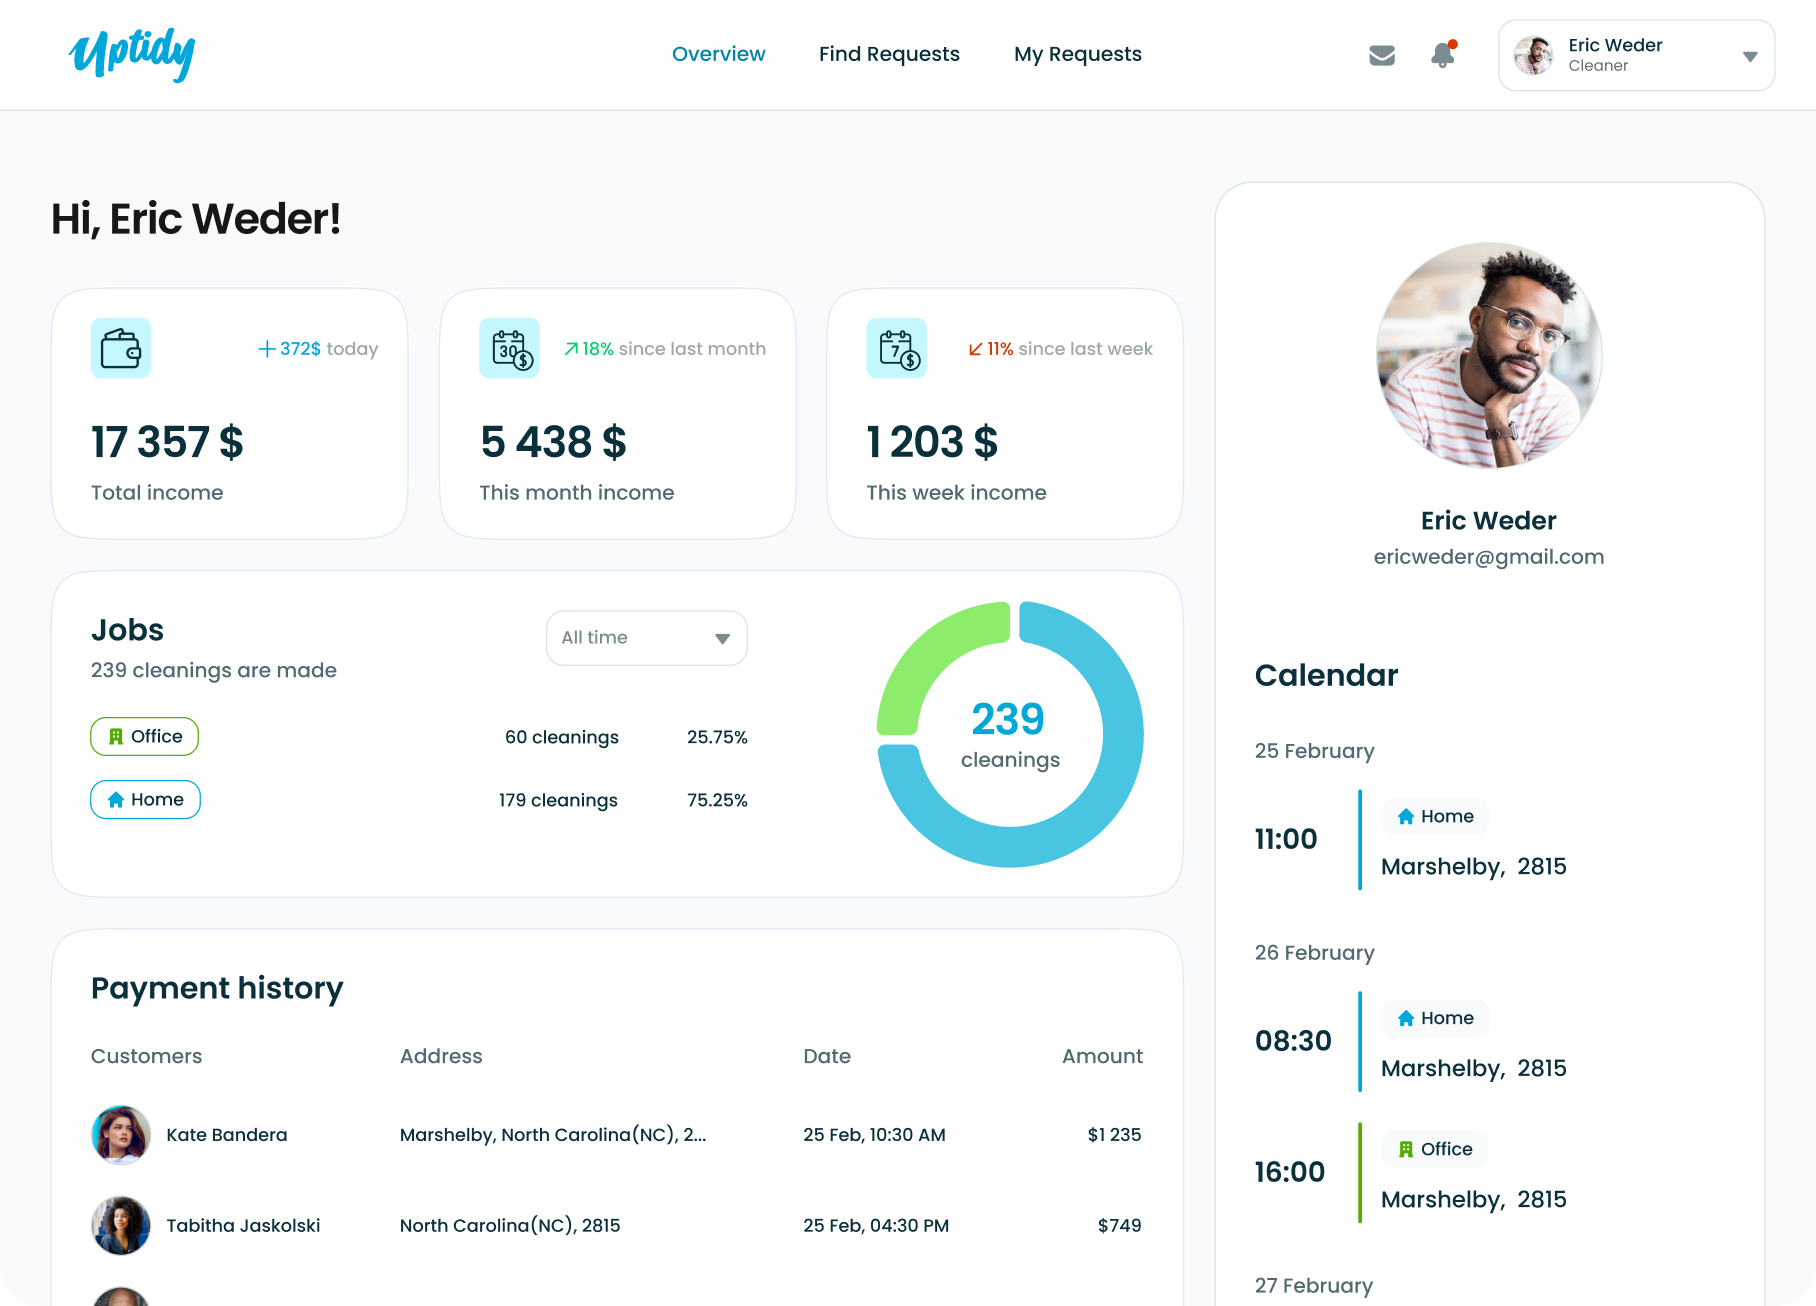 Uptidy
Overview
Find Requests
My Requests
Eric Weder
Cleaner
Hi, Eric Weder!
+372$ today
17 357 $
Total income
30 $
18% since last month
5 438 $
This month income
7 $
11% since last week
1 203 $
This week income
Jobs
239 cleanings are made
All time
Office
60 cleanings
25.75%
Home
179 cleanings
75.25%
239
cleanings
Payment history
Customers
Address
Date
Amount
Kate Bandera
Marshelby, North Carolina(NC), 2...
25 Feb, 10:30 AM
$1 235
Tabitha Jaskolski
North Carolina(NC), 2815
25 Feb, 04:30 PM
$749
Eric Weder
ericweder@gmail.com
Calendar
25 February
11:00
Home
Marshelby, 2815
26 February
08:30
Home
Marshelby, 2815
16:00
Office
Marshelby, 2815
27 February